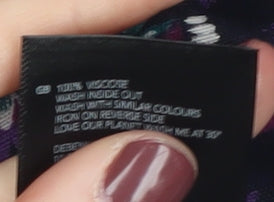 GB 100% VISCOSE
WASH INSIDE OUT
WASH WITH SIMILAR COLOURS
IRON ON REVERSE SIDE
LOVE OUR PLANET WASH ME AT 30°